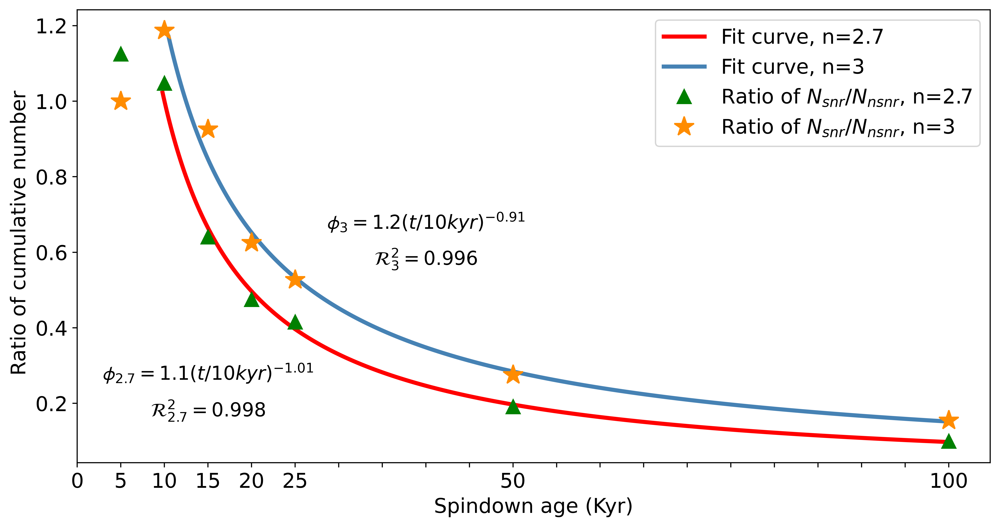 Ratio of cumulative number
1.2
1.0
0.8
0.6
0.4
0.2
Fit curve, n=2.7
Fit curve, n=3
Ratio of N_snr/N_nsnr, n=2.7
Ratio of N_snr/N_nsnr, n=3
ϕ_3 = 1.2(t/10kyr)^−0.91
ℛ_3^2 = 0.996
ϕ_2.7 = 1.1(t/10kyr)^−1.01
ℛ_2.7^2 = 0.998
0 5 10 15 20 25 50 100
Spindown age (Kyr)